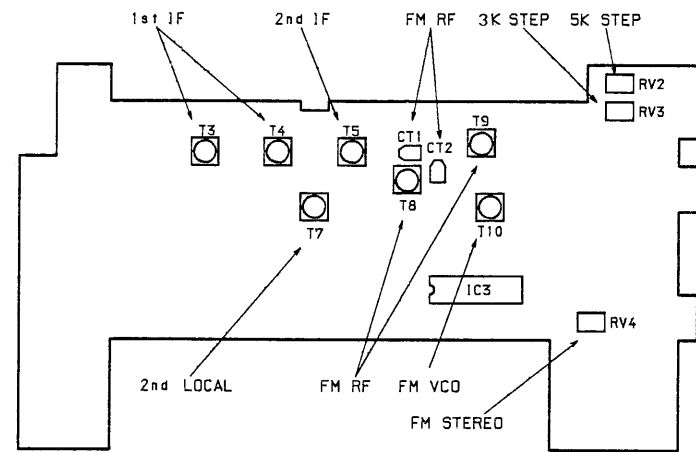 1st IF
2nd IF
FM RF
3K STEP
5K STEP
RV2
RV3
T3
T4
T5
CT1
CT2
T9
T8
T7
T10
IC3
RV4
2nd LOCAL
FM RF
FM VCO
FM STEREO